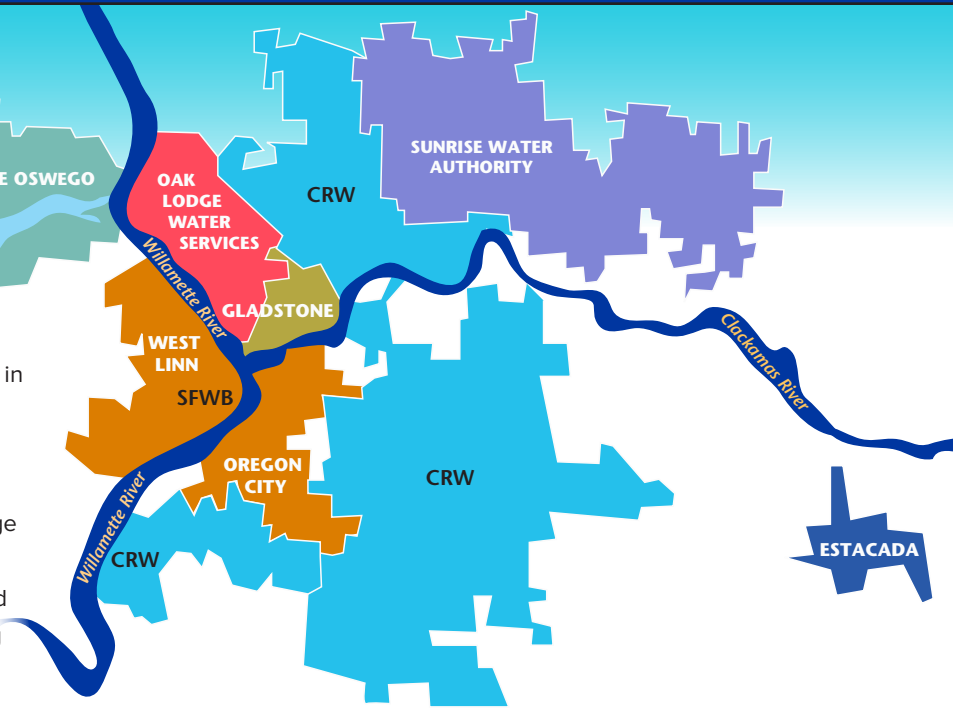 SUNRISE WATER
AUTHORITY
E OSWEGO
OAK
LODGE
WATER
SERVICES
CRW
Willamette River
GLADSTONE
WEST
LINN
SFWB
Clackamas River
in
OREGON
CITY
CRW
Willamette River
ge
CRW
ESTACADA
d